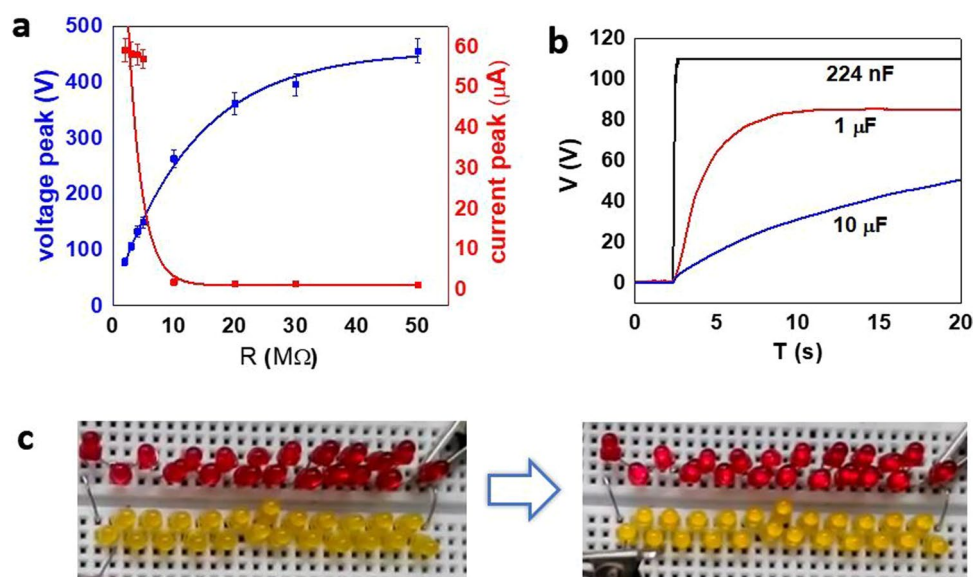 a
voltage peak (V)
500
400
300
200
100
0
0 10 20 30 40 50
R (MΩ)
60
50
40
30
20
10
0
current peak (μA)
b
V (V)
120
100
80
60
40
20
0
224 nF
1 μF
10 μF
0 5 10 15 20
T (s)
c